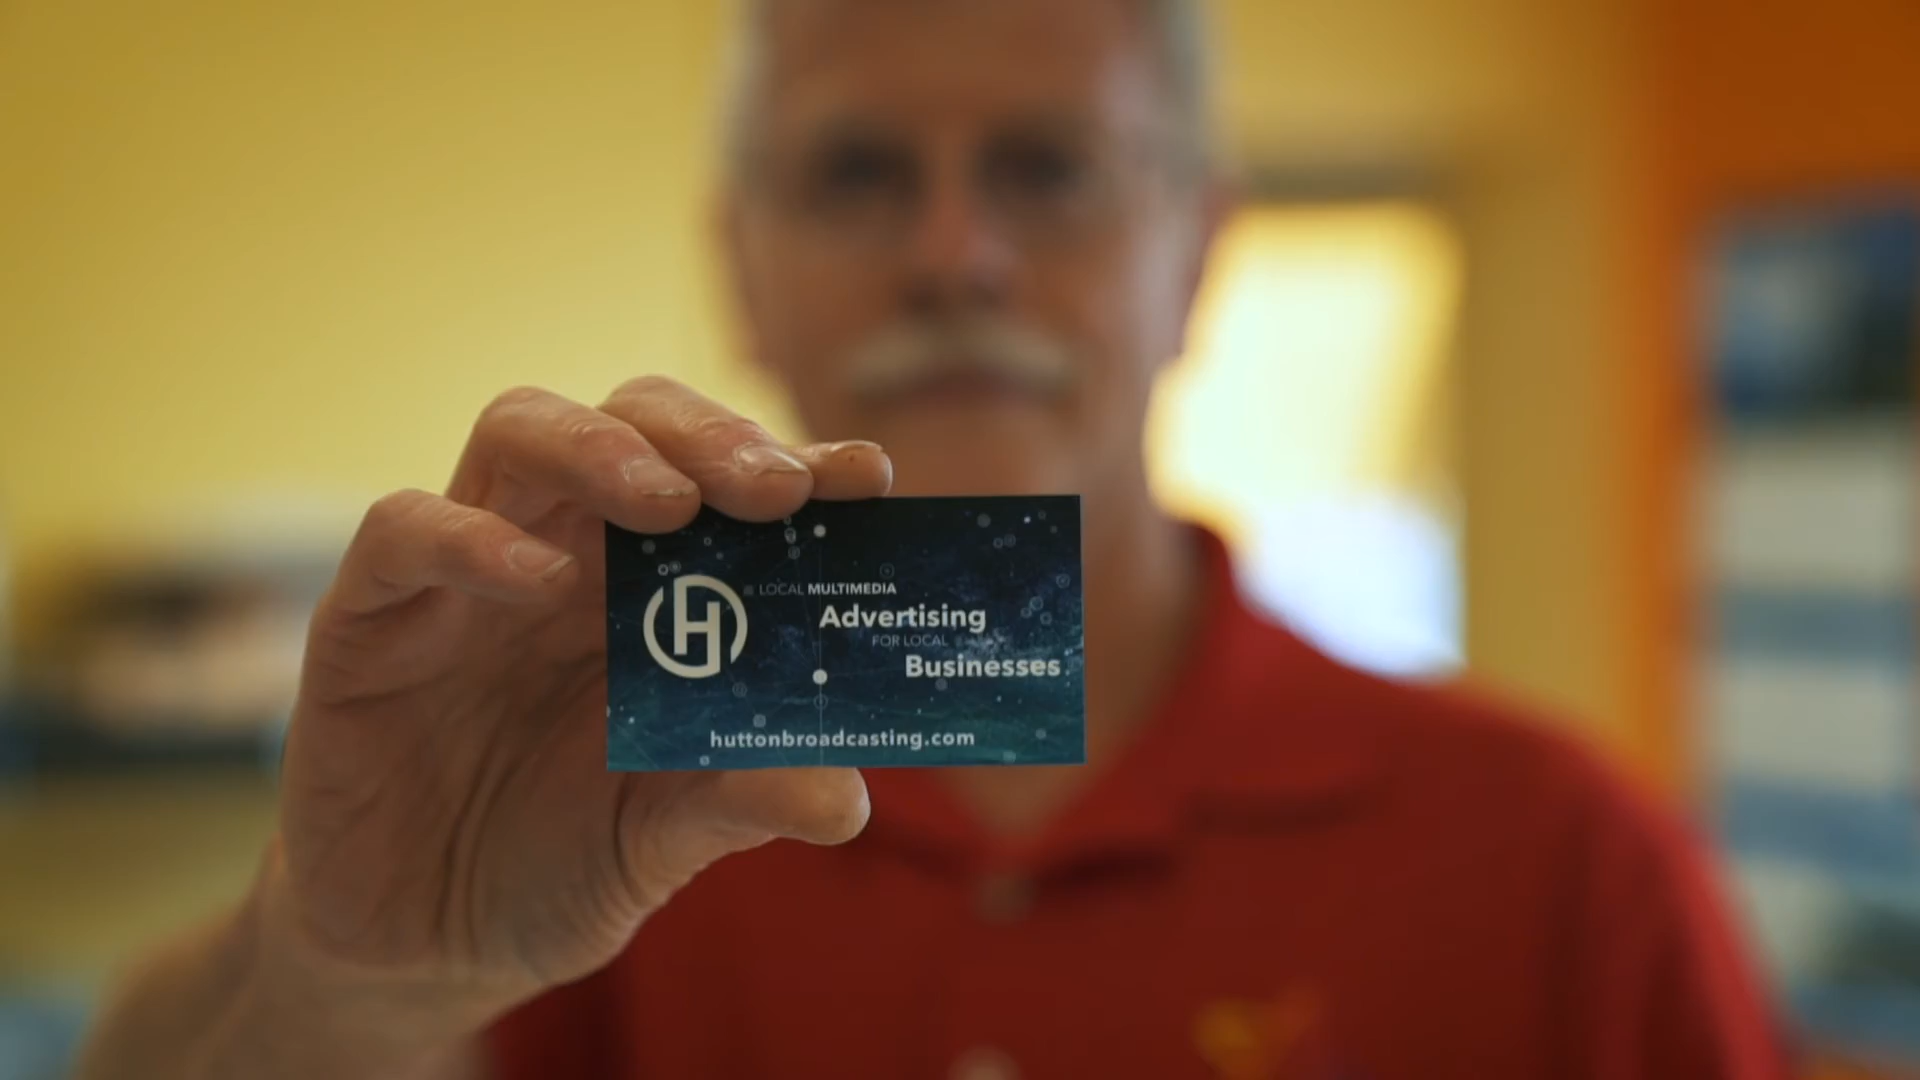 LOCAL MULTIMEDIA
Advertising
FOR LOCAL
Businesses
huttonbroadcasting.com